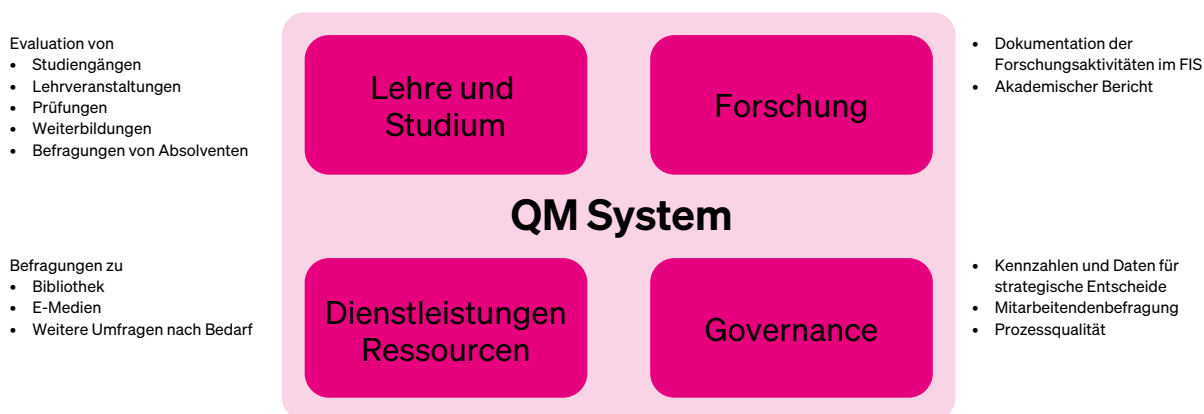 Evaluation von
• Studiengängen
• Lehrveranstaltungen
• Prüfungen
• Weiterbildungen
• Befragungen von Absolventen
Lehre und
Studium
Forschung
• Dokumentation der
Forschungsaktivitäten im FIS
• Akademischer Bericht
QM System
Befragungen zu
• Bibliothek
• E-Medien
• Weitere Umfragen nach Bedarf
Dienstleistungen
Ressourcen
Governance
• Kennzahlen und Daten für
strategische Entscheide
• Mitarbeitendenbefragung
• Prozessqualität